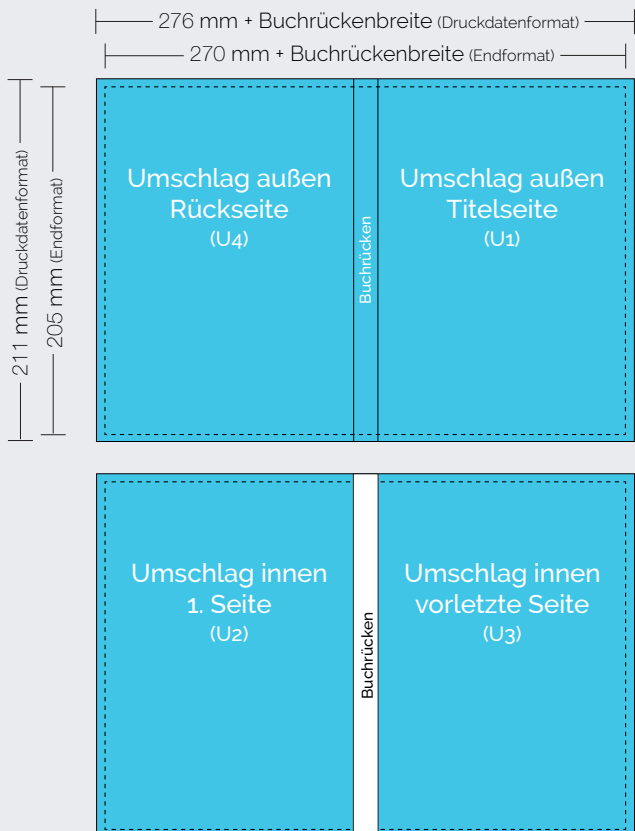 276 mm + Buchrückenbreite (Druckdatenformat)
270 mm + Buchrückenbreite (Endformat)
211 mm (Druckdatenformat)
205 mm (Endformat)
Umschlag außen
Rückseite
(U4)
Buchrücken
Umschlag außen
Titelseite
(U1)
Umschlag innen
1. Seite
(U2)
Buchrücken
Umschlag innen
vorletzte Seite
(U3)